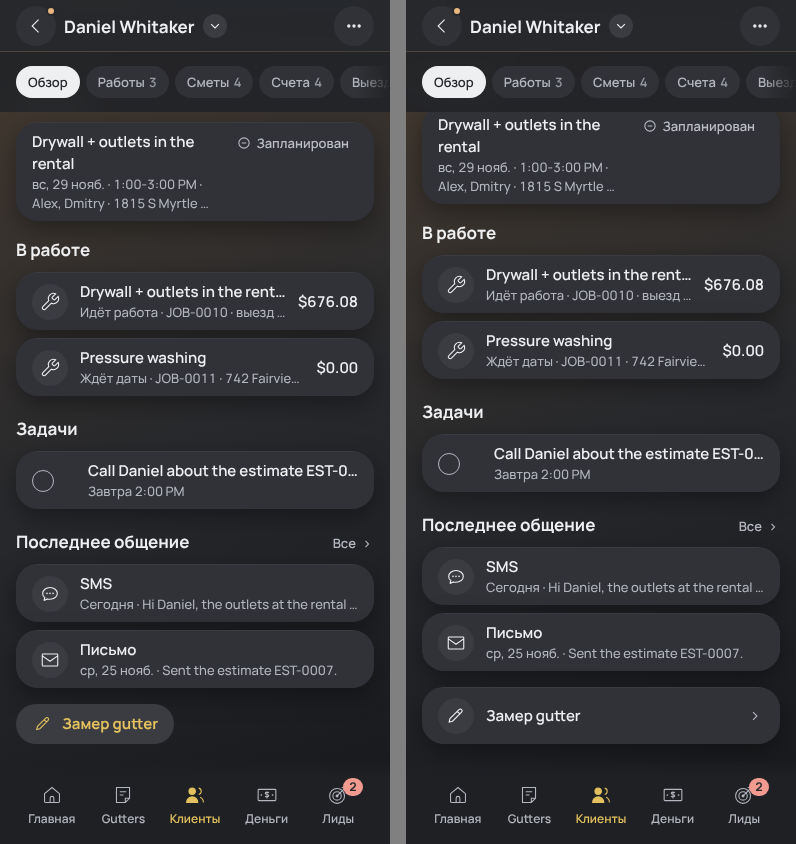 Daniel Whitaker
Обзор
Работы 3
Сметы 4
Счета 4
Выезд
Drywall + outlets in the
rental
Запланирован
вс, 29 нояб. · 1:00-3:00 PM ·
Alex, Dmitry · 1815 S Myrtle ...
В работе
Drywall + outlets in the rent...
$676.08
Идёт работа · JOB-0010 · выезд ...
Pressure washing
$0.00
Ждёт даты · JOB-0011 · 742 Fairvie...
Задачи
Call Daniel about the estimate EST-0...
Завтра 2:00 PM
Последнее общение
Все
SMS
Сегодня · Hi Daniel, the outlets at the rental ...
Письмо
ср, 25 нояб. · Sent the estimate EST-0007.
Замер gutter
Главная
Gutters
Клиенты
Деньги
2
Лиды
Daniel Whitaker
Обзор
Работы 3
Сметы 4
Счета 4
Выезд
Drywall + outlets in the
rental
Запланирован
вс, 29 нояб. · 1:00-3:00 PM ·
Alex, Dmitry · 1815 S Myrtle ...
В работе
Drywall + outlets in the rent...
$676.08
Идёт работа · JOB-0010 · выезд ...
Pressure washing
$0.00
Ждёт даты · JOB-0011 · 742 Fairvie...
Задачи
Call Daniel about the estimate EST-0...
Завтра 2:00 PM
Последнее общение
Все
SMS
Сегодня · Hi Daniel, the outlets at the rental ...
Письмо
ср, 25 нояб. · Sent the estimate EST-0007.
Замер gutter
Главная
Gutters
Клиенты
Деньги
2
Лиды